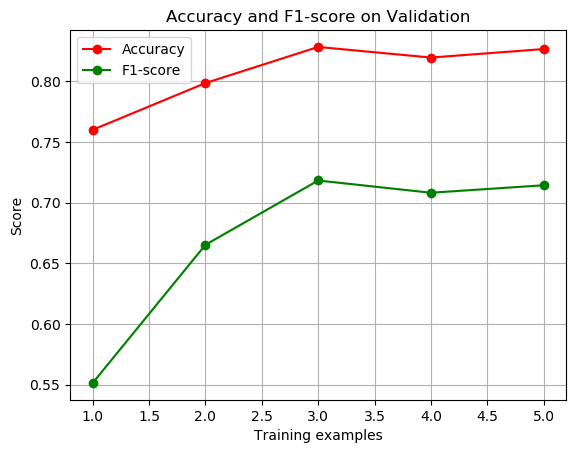 Accuracy and F1-score on Validation
Accuracy
F1-score
0.80
0.75
0.70
0.65
0.60
0.55
Score
1.0 1.5 2.0 2.5 3.0 3.5 4.0 4.5 5.0
Training examples